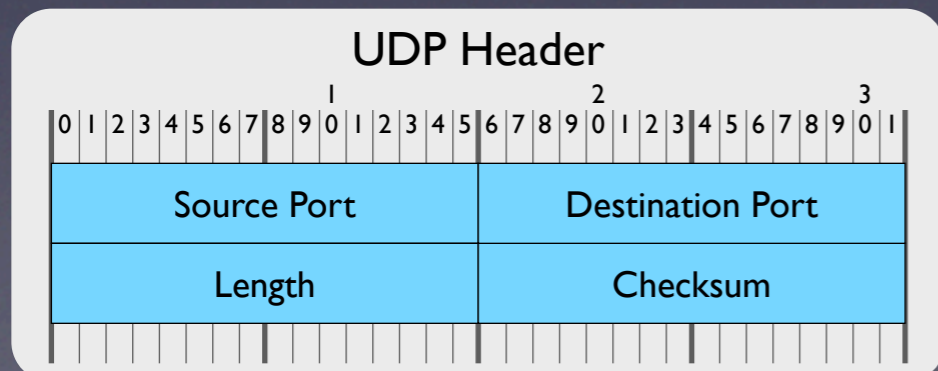 UDP Header
1 2 3
0 1 2 3 4 5 6 7 8 9 0 1 2 3 4 5 6 7 8 9 0 1 2 3 4 5 6 7 8 9 0 1
Source Port Destination Port
Length Checksum